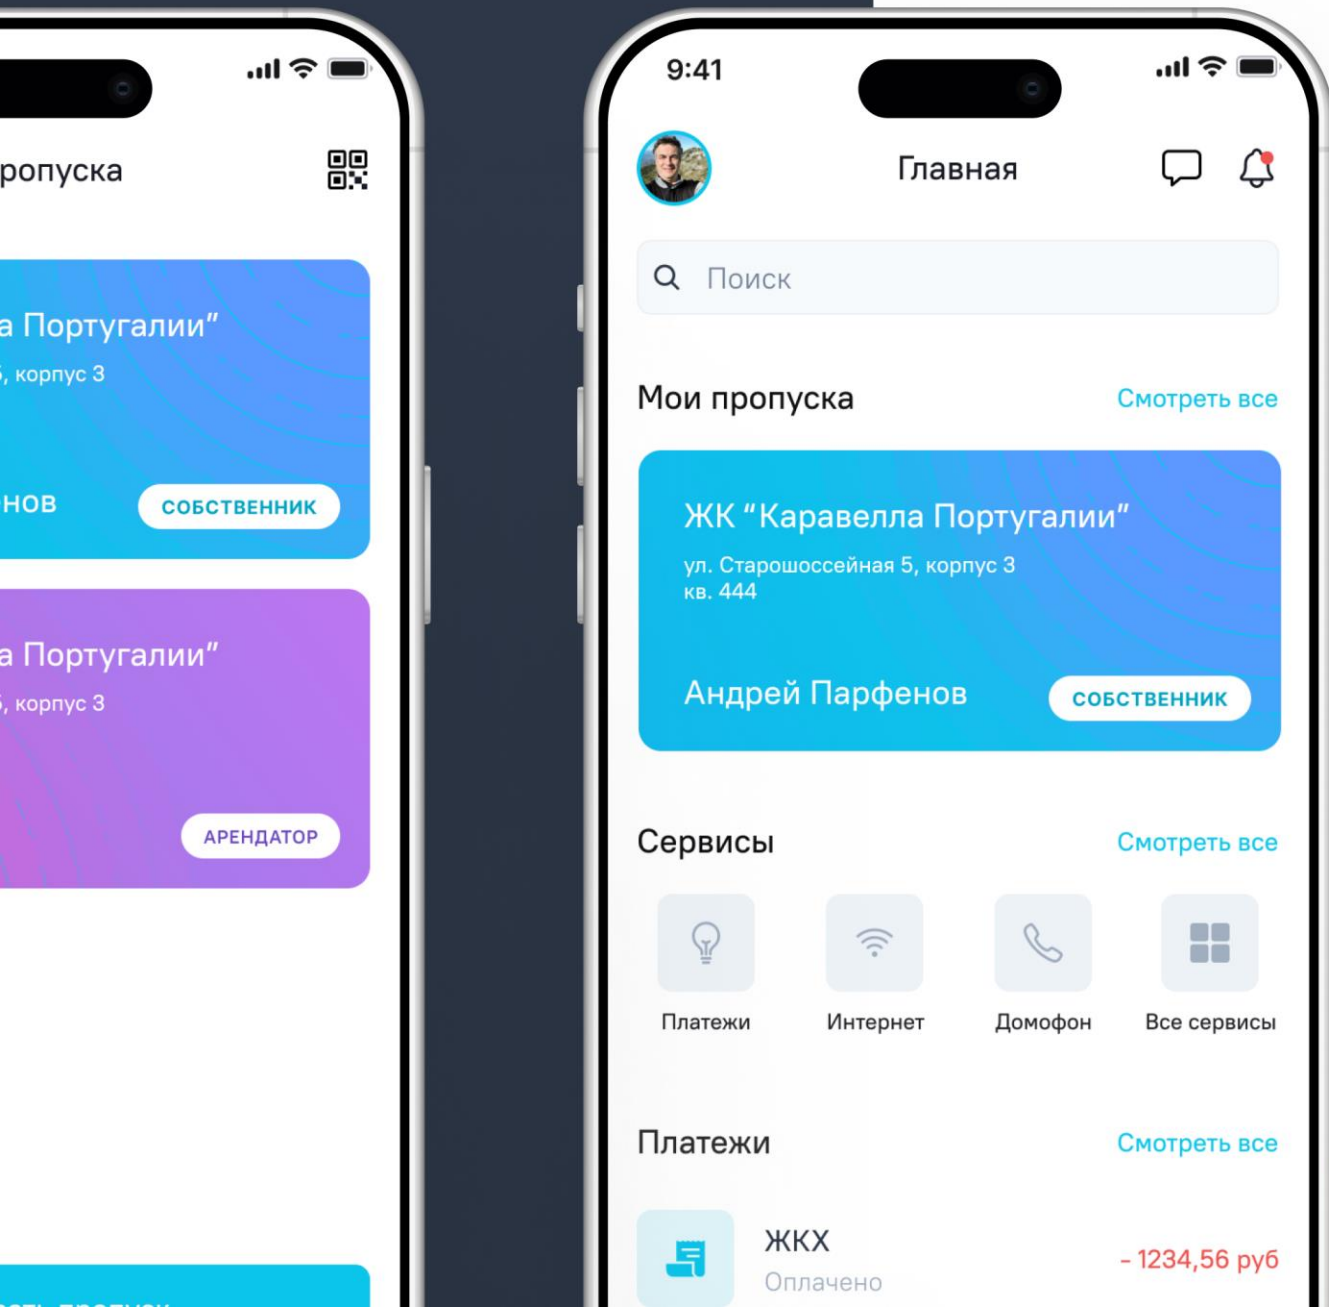 ропуска
а Португалии”
5, корпус 3
нов
СОБСТВЕННИК
а Португалии”
5, корпус 3
АРЕНДАТОР
9:41
Главная
Поиск
Мои пропуска
Смотреть все
ЖК “Каравелла Португалии”
ул. Старошоссейная 5, корпус 3
кв. 444
Андрей Парфенов
СОБСТВЕННИК
Сервисы
Смотреть все
Платежи
Интернет
Домофон
Все сервисы
Платежи
Смотреть все
ЖКХ
- 1234,56 руб
Оплачено